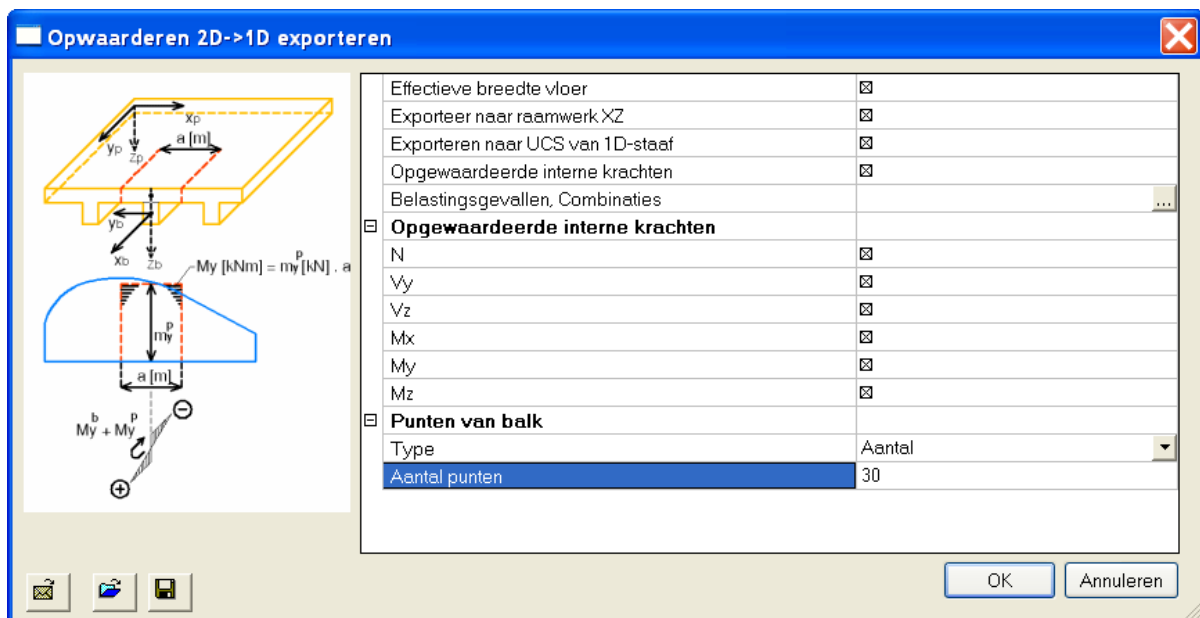 Opwaarderen 2D->1D exporteren
xp
yp
zp
a [m]
yb
xb
zb
My [kNm] = my^p [kN] . a
my^p
a [m]
My^b + My^p
Effectieve breedte vloer
Exporteer naar raamwerk XZ
Exporteren naar UCS van 1D-staaf
Opgewaardeerde interne krachten
Belastingsgevallen, Combinaties ...
Opgewaardeerde interne krachten
N
Vy
Vz
Mx
My
Mz
Punten van balk
Type Aantal
Aantal punten 30
OK Annuleren